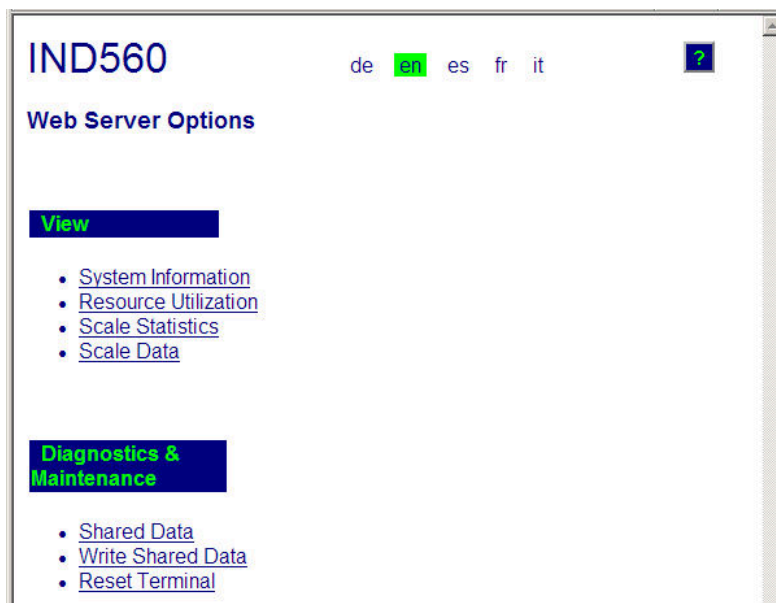 IND560
de en es fr it
?
Web Server Options
View
• System Information
• Resource Utilization
• Scale Statistics
• Scale Data
Diagnostics &
Maintenance
• Shared Data
• Write Shared Data
• Reset Terminal